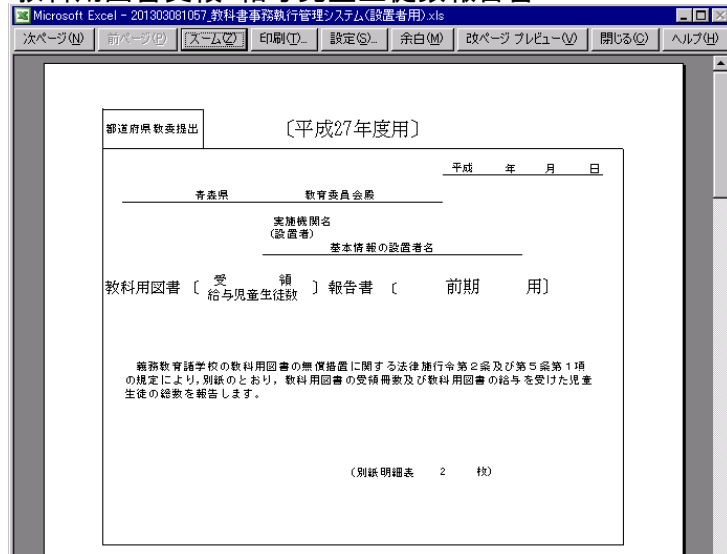 Microsoft Excel - 201303081057_教科書事務執行管理システム(設置者用).xls
次ページ(N) 前ページ(P) ズーム(Z) 印刷(T)... 設定(S)... 余白(M) 改ページ プレビュー(V) 閉じる(C) ヘルプ(H)
都道府県教委提出
〔平成27年度用〕
平成 年 月 日
青森県 教育委員会殿
実施機関名
(設置者)
基本情報の設置者名
教科用図書〔 受 領 給与児童生徒数 〕報告書〔 前期 用〕
義務教育諸学校の教科用図書の無償措置に関する法律施行令第2条及び第5条第1項
の規定により,別紙のとおり,教科用図書の受領冊数及び教科用図書の給与を受けた児童
生徒の総数を報告します。
(別紙明細表 2 枚)